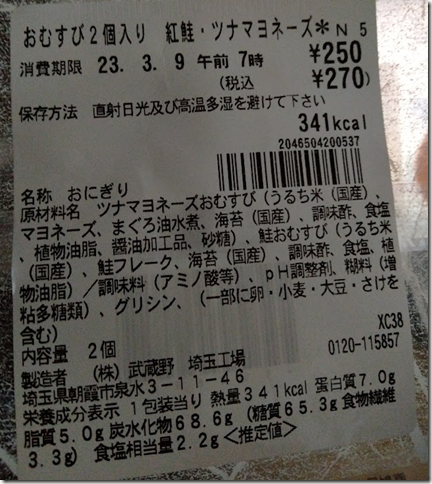 おむすび2個入り 紅鮭・ツナマヨネーズ＊N 5
消費期限 23. 3. 9 午前 7時 ¥250
(税込 ¥270)
保存方法 直射日光及び高温多湿を避けて下さい
341kcal
2046504200537
名称 おにぎり
原材料名 ツナマヨネーズおむすび（うるち米（国産）、
マヨネーズ、まぐろ油水煮、海苔（国産）、調味酢、食塩
、植物油脂、醤油加工品、砂糖）、鮭おむすび（うるち米
（国産）、鮭フレーク、海苔（国産）、調味酢、食塩、植
物油脂）／調味料（アミノ酸等）、pH調整剤、糊料（増
粘多糖類）、グリシン、（一部に卵・小麦・大豆・さけを
含む）
内容量 2個 XC38
製造者 （株）武蔵野 埼玉工場 0120-115857
埼玉県朝霞市泉水3-11-46
栄養成分表示 1包装当り 熱量341kcal 蛋白質7.0g
脂質5.0g 炭水化物68.6g（糖質65.3g 食物繊維
3.3g） 食塩相当量2.2g<推定値>